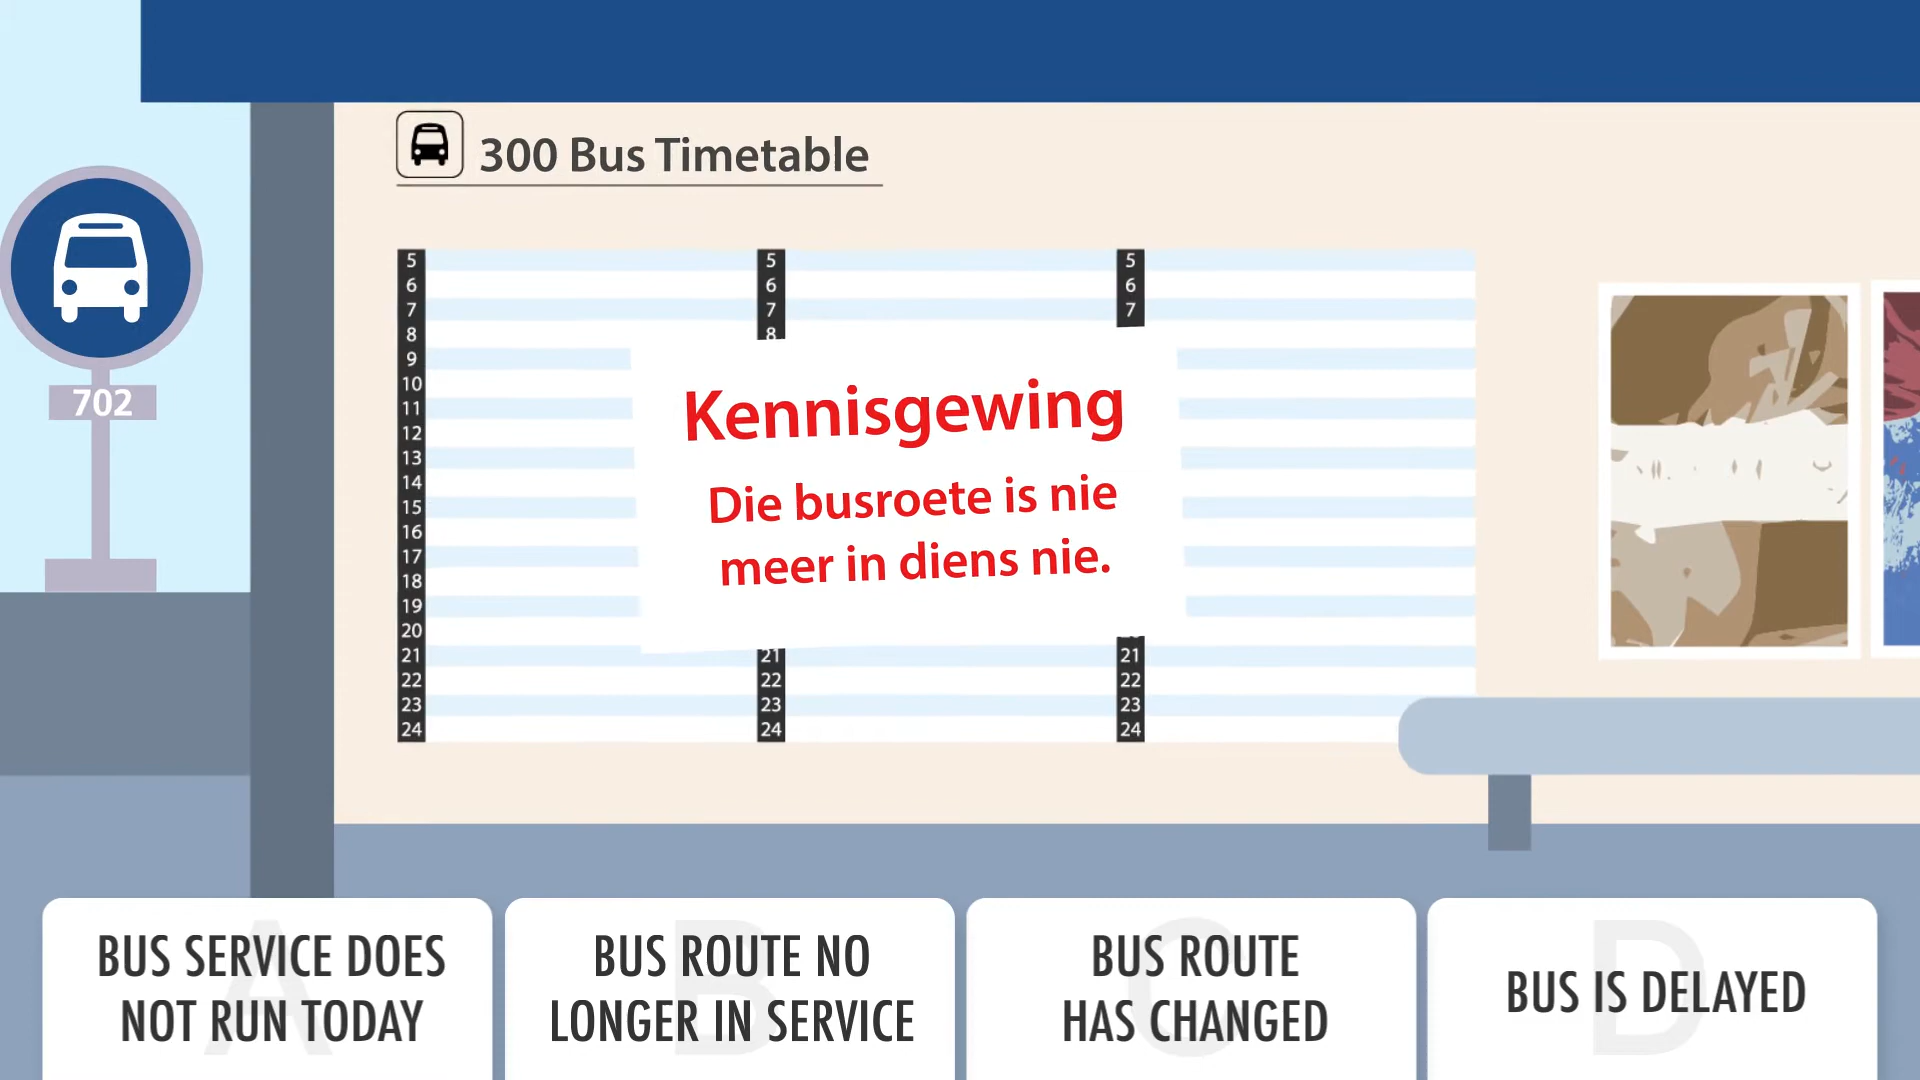 300 Bus Timetable
702
5 5 5
6 6 6
7 7 7
8 8
9
10
11
12
13
14
15
16
17
18
19
20
21 21 21
22 22 22
23 23 23
24 24 24
Kennisgewing
Die busroete is nie
meer in diens nie.
A
BUS SERVICE DOES
NOT RUN TODAY
B
BUS ROUTE NO
LONGER IN SERVICE
C
BUS ROUTE
HAS CHANGED
D
BUS IS DELAYED